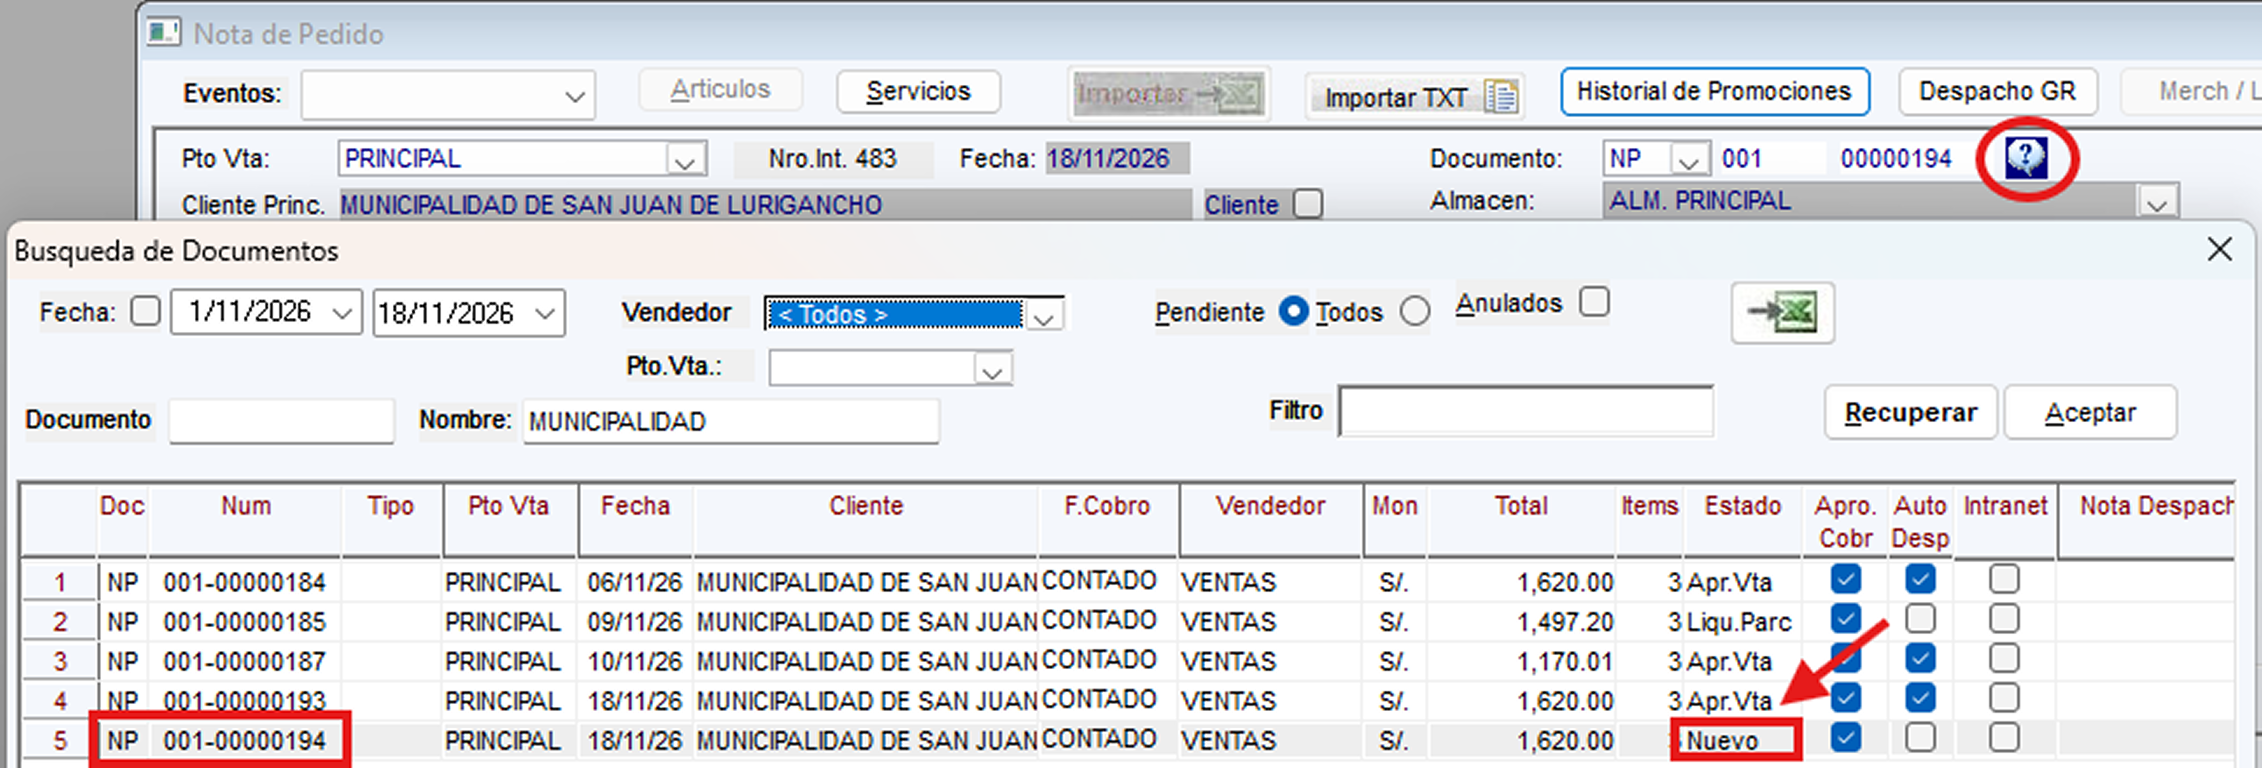 Nota de Pedido
Eventos: Articulos Servicios Importar Importar TXT Historial de Promociones Despacho GR Merch / L
Pto Vta: PRINCIPAL Nro.Int. 483 Fecha: 18/11/2026 Documento: NP 001 00000194
Cliente Princ. MUNICIPALIDAD DE SAN JUAN DE LURIGANCHO Cliente Almacen: ALM. PRINCIPAL
Busqueda de Documentos
Fecha: 1/11/2026 18/11/2026 Vendedor < Todos > Pendiente Todos Anulados
Pto.Vta.:
Documento Nombre: MUNICIPALIDAD Filtro Recuperar Aceptar
Doc Num Tipo Pto Vta Fecha Cliente F.Cobro Vendedor Mon Total Items Estado Apro. Auto Intranet Nota Despach
Cobr Desp
1 NP 001-00000184 PRINCIPAL 06/11/26 MUNICIPALIDAD DE SAN JUAN CONTADO VENTAS S/. 1,620.00 3 Apr.Vta
2 NP 001-00000185 PRINCIPAL 09/11/26 MUNICIPALIDAD DE SAN JUAN CONTADO VENTAS S/. 1,497.20 3 Liqu.Parc
3 NP 001-00000187 PRINCIPAL 10/11/26 MUNICIPALIDAD DE SAN JUAN CONTADO VENTAS S/. 1,170.01 3 Apr.Vta
4 NP 001-00000193 PRINCIPAL 18/11/26 MUNICIPALIDAD DE SAN JUAN CONTADO VENTAS S/. 1,620.00 3 Apr.Vta
5 NP 001-00000194 PRINCIPAL 18/11/26 MUNICIPALIDAD DE SAN JUAN CONTADO VENTAS S/. 1,620.00 Nuevo